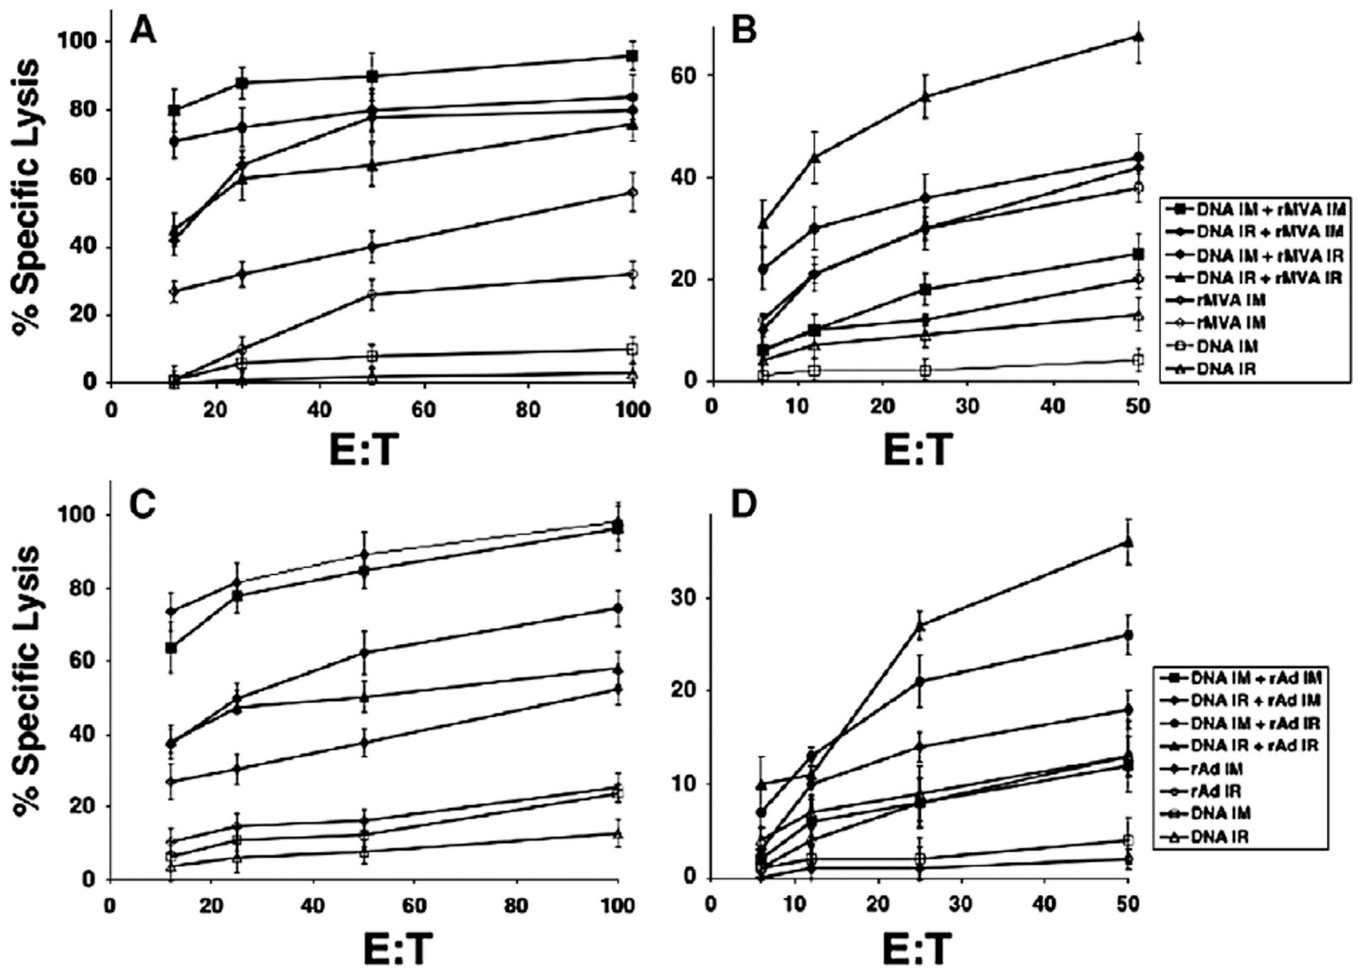 A
% Specific Lysis
100
80
60
40
20
0
0 20 40 60 80 100
E:T
B
60
40
20
0
0 10 20 30 40 50
E:T
DNA IM + rMVA IM
DNA IR + rMVA IM
DNA IM + rMVA IR
DNA IR + rMVA IR
rMVA IM
rMVA IM
DNA IM
DNA IR
C
% Specific Lysis
100
80
60
40
20
0
0 20 40 60 80 100
E:T
D
30
20
10
0
0 10 20 30 40 50
E:T
DNA IM + rAd IM
DNA IR + rAd IM
DNA IM + rAd IR
DNA IR + rAd IR
rAd IM
rAd IR
DNA IM
DNA IR